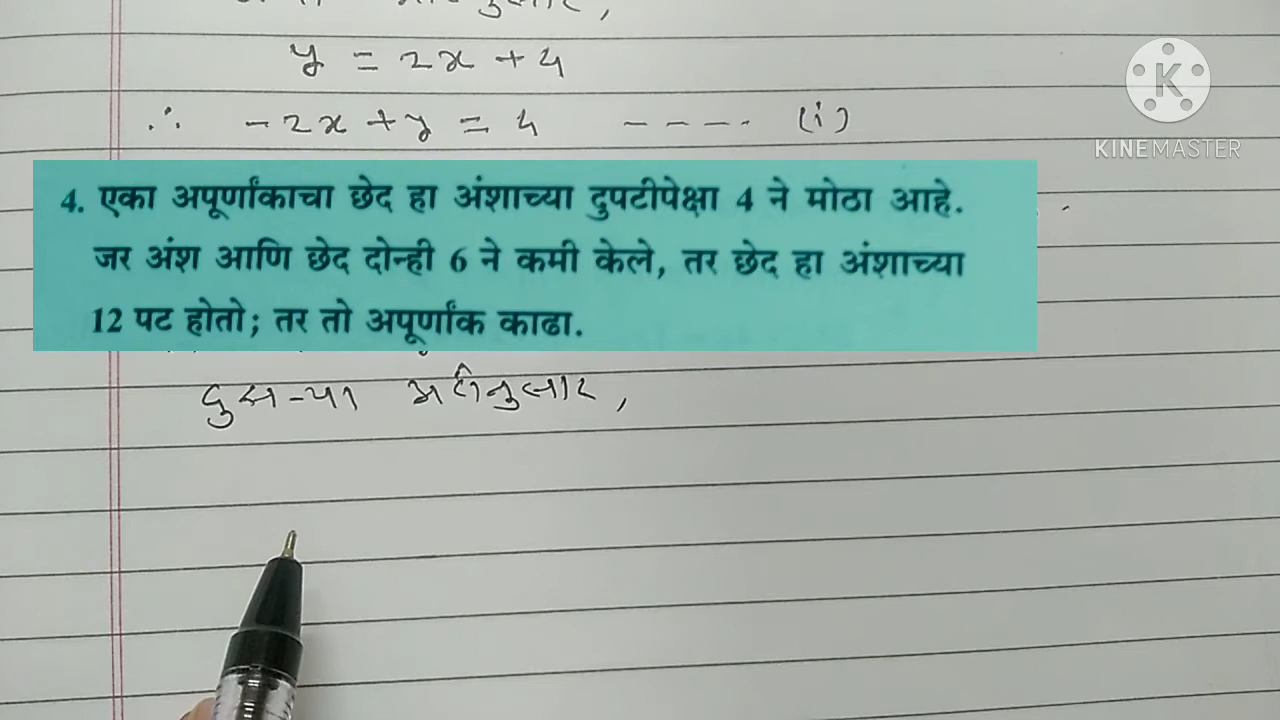 y = 2x + 4
∴ -2x + y = 4 ---- (i)
KINEMASTER
4. एका अपूर्णांकाचा छेद हा अंशाच्या दुपटीपेक्षा 4 ने मोठा आहे.
जर अंश आणि छेद दोन्ही 6 ने कमी केले, तर छेद हा अंशाच्या
12 पट होतो; तर तो अपूर्णांक काढा.
दुसऱ्या अटीनुसार,